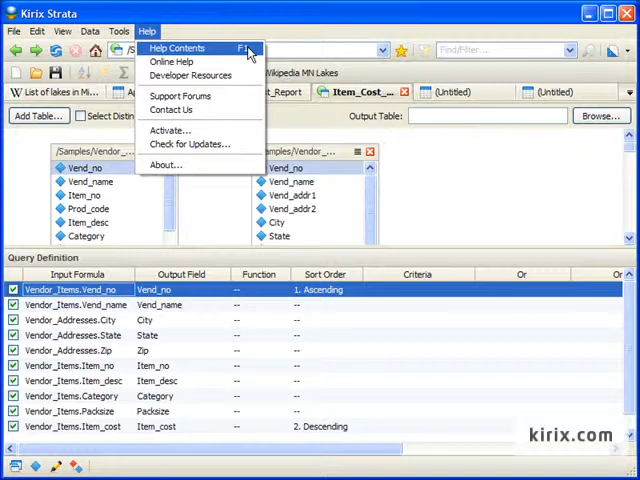 Kirix Strata
File Edit View Data Tools Help
Help Contents
Online Help
Developer Resources
Support Forums
Contact Us
Activate...
Check for Updates...
About...
Find/Filter...
Wikipedia MN Lakes
List of lakes in Mi...
Item_Cost_...
(Untitled)
(Untitled)
Add Table...
Output Table:
Browse...
/Samples/Vendor_...
Vend_no
Vend_name
Item_no
Prod_code
Item_desc
Category
Vend_no
Vend_name
Vend_addr1
Vend_addr2
City
State
Query Definition
Input Formula Output Field Function Sort Order Criteria Or
Vendor_Items.Vend_no Vend_no -- 1. Ascending
Vendor_Items.Vend_name Vend_name --
Vendor_Addresses.City City --
Vendor_Addresses.State State --
Vendor_Addresses.Zip Zip --
Vendor_Items.Item_no Item_no --
Vendor_Items.Item_desc Item_desc --
Vendor_Items.Category Category --
Vendor_Items.Packsize Packsize --
Vendor_Items.Item_cost Item_cost -- 2. Descending
kirix.com